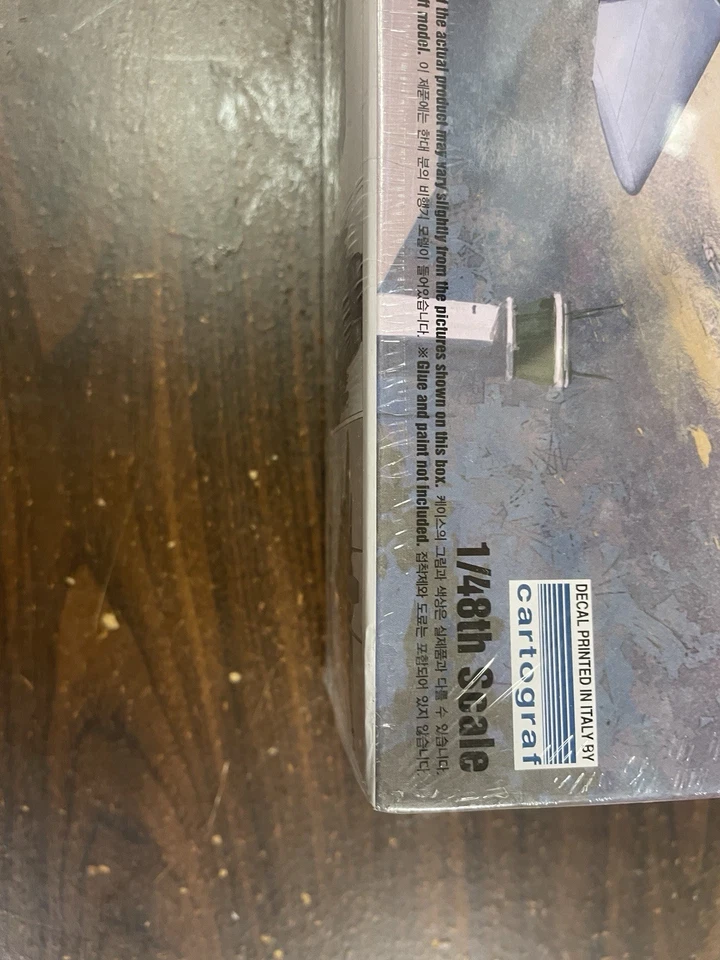 the actual product may vary slightly from the pictures shown on this box. 케이스의 그림과 색상은 실제품과 다를 수 있습니다.
ft model. 이 제품에는 한대 분의 비행기 모델이 들어있습니다. ※ Glue and paint not included. 접착제와 도료는 포함되어 있지 않습니다.
1/48th Scale
DECAL PRINTED IN ITALY BY
cartograf